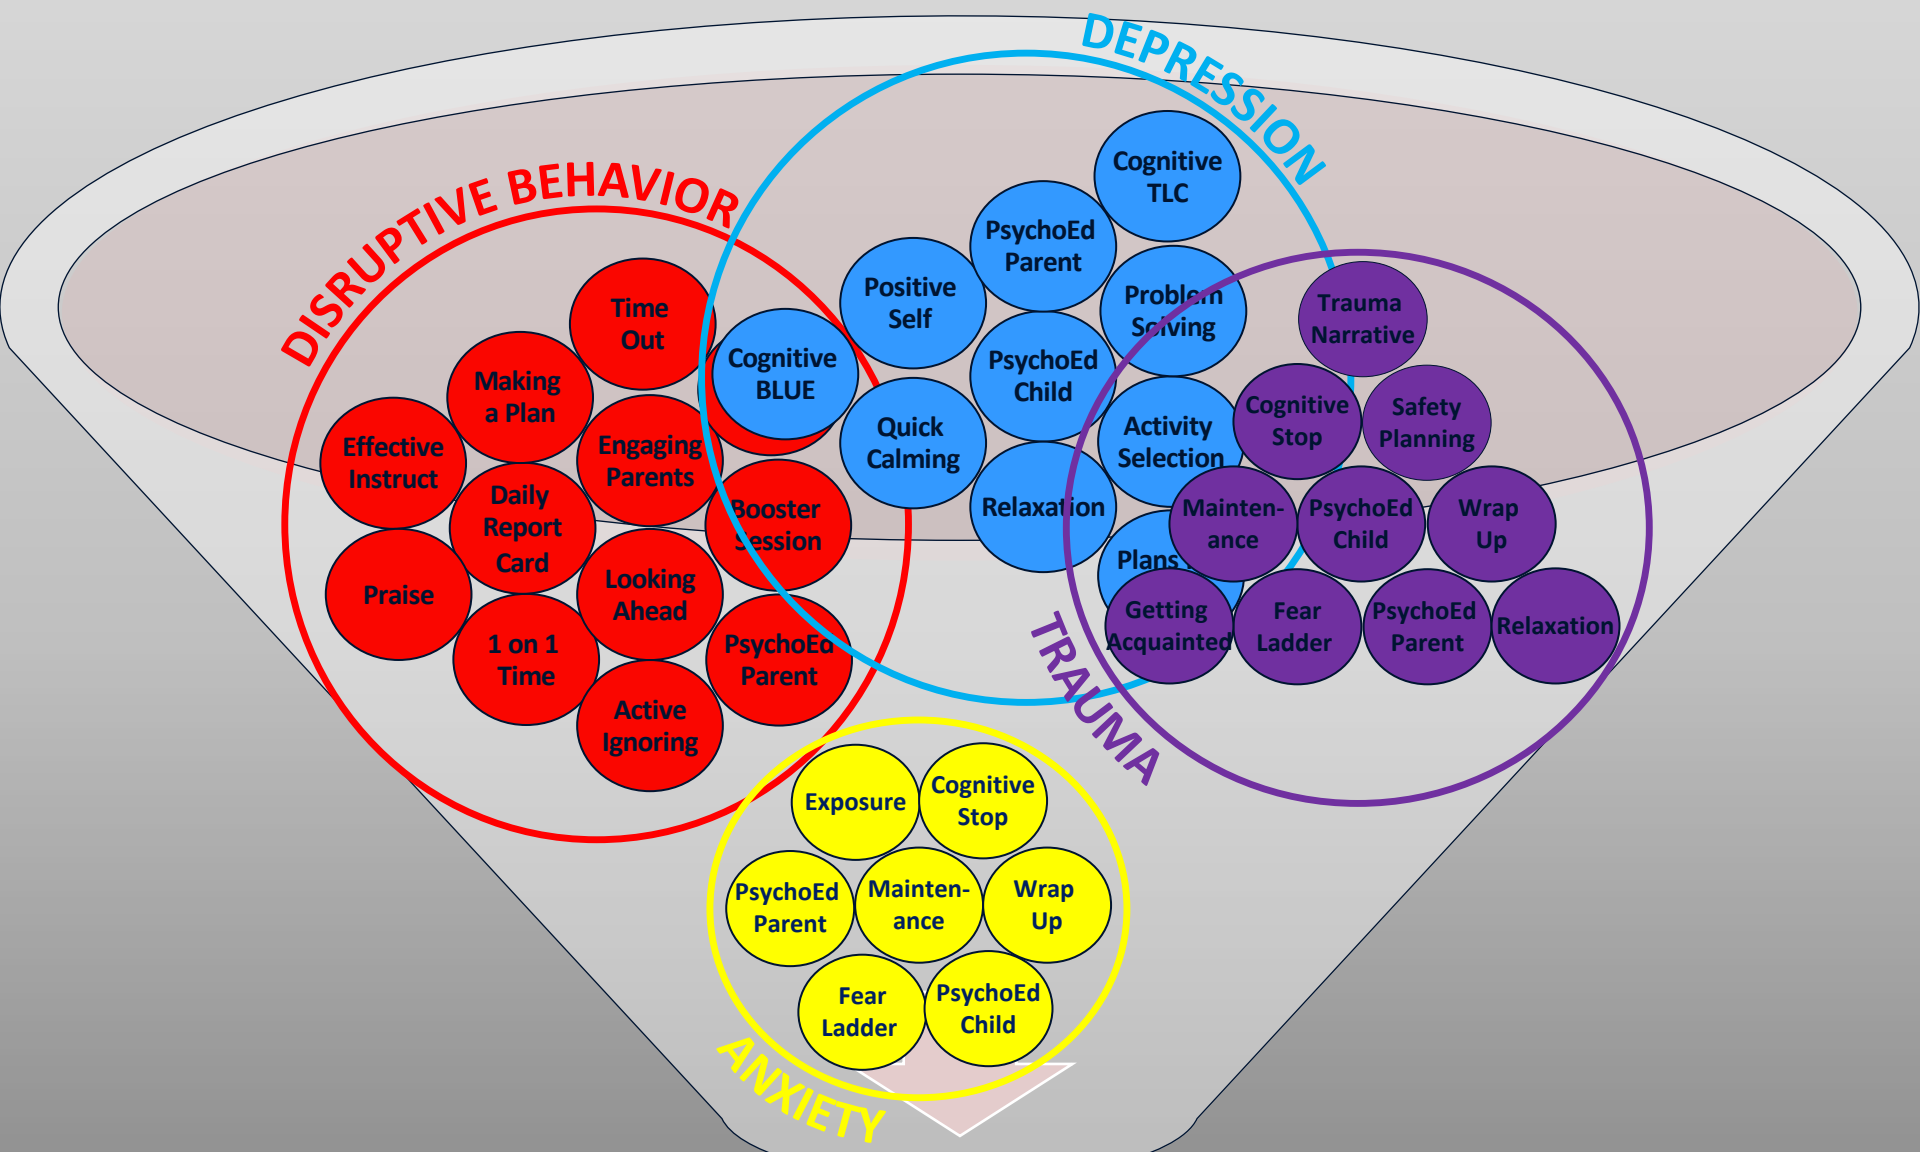 DEPRESSION
DISRUPTIVE BEHAVIOR
TRAUMA
ANXIETY
Time
Out
Making
a Plan
Effective
Instruct
Engaging
Parents
Daily
Report
Card
Booster
Session
Praise
Looking
Ahead
1 on 1
Time
PsychoEd
Parent
Active
Ignoring
Cognitive
TLC
PsychoEd
Parent
Positive
Self
Problem
Solving
Cognitive
BLUE
PsychoEd
Child
Quick
Calming
Activity
Selection
Relaxation
Plans
Trauma
Narrative
Cognitive
Stop
Safety
Planning
Mainten-
ance
PsychoEd
Child
Wrap
Up
Getting
Acquainted
Fear
Ladder
PsychoEd
Parent
Relaxation
Exposure
Cognitive
Stop
PsychoEd
Parent
Mainten-
ance
Wrap
Up
Fear
Ladder
PsychoEd
Child